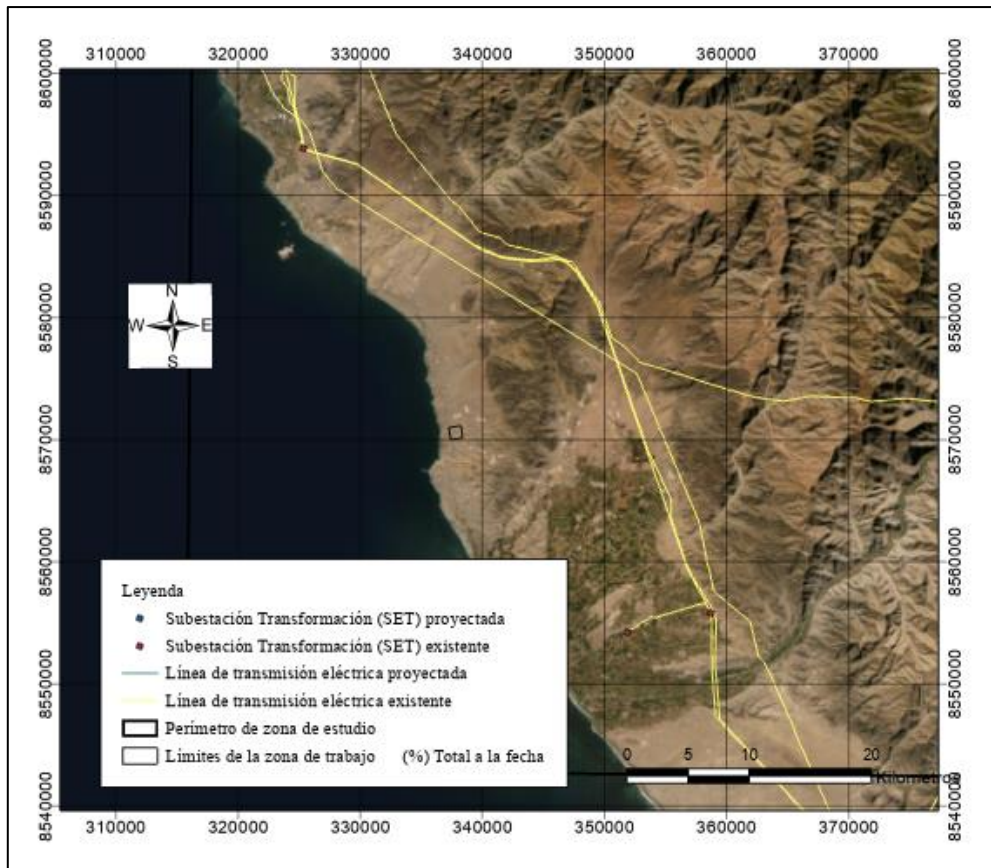 310000 320000 330000 340000 350000 360000 370000
8600000 8600000
8590000 8590000
8580000 8580000
8570000 8570000
8560000 8560000
8550000 8550000
8540000 8540000
N
W E
S
Leyenda
Subestación Transformación (SET) proyectada
Subestación Transformación (SET) existente
Línea de transmisión eléctrica proyectada
Línea de transmisión eléctrica existente
Perímetro de zona de estudio
Límites de la zona de trabajo (%) Total a la fecha
0 5 10 20
Kilometros
310000 320000 330000 340000 350000 360000 370000